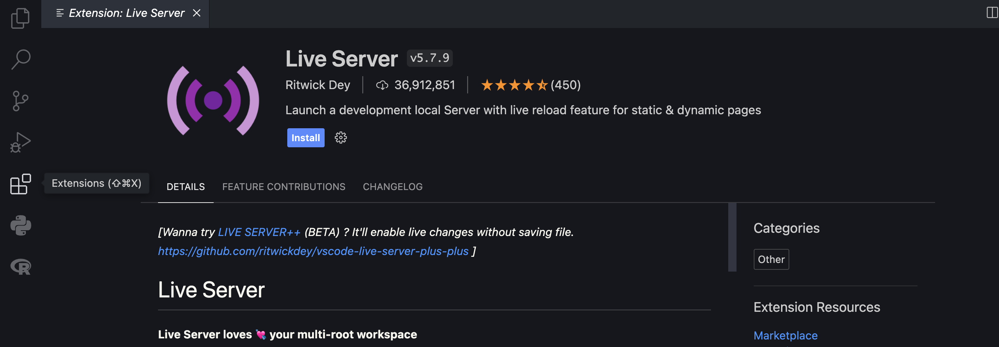 Extension: Live Server
Live Server v5.7.9
Ritwick Dey 36,912,851 (450)
Launch a development local Server with live reload feature for static & dynamic pages
Install
Extensions (⇧⌘X)
DETAILS FEATURE CONTRIBUTIONS CHANGELOG
[Wanna try LIVE SERVER++ (BETA) ? It'll enable live changes without saving file.
https://github.com/ritwickdey/vscode-live-server-plus-plus ]
Live Server
Live Server loves 💘 your multi-root workspace
Categories
Other
Extension Resources
Marketplace